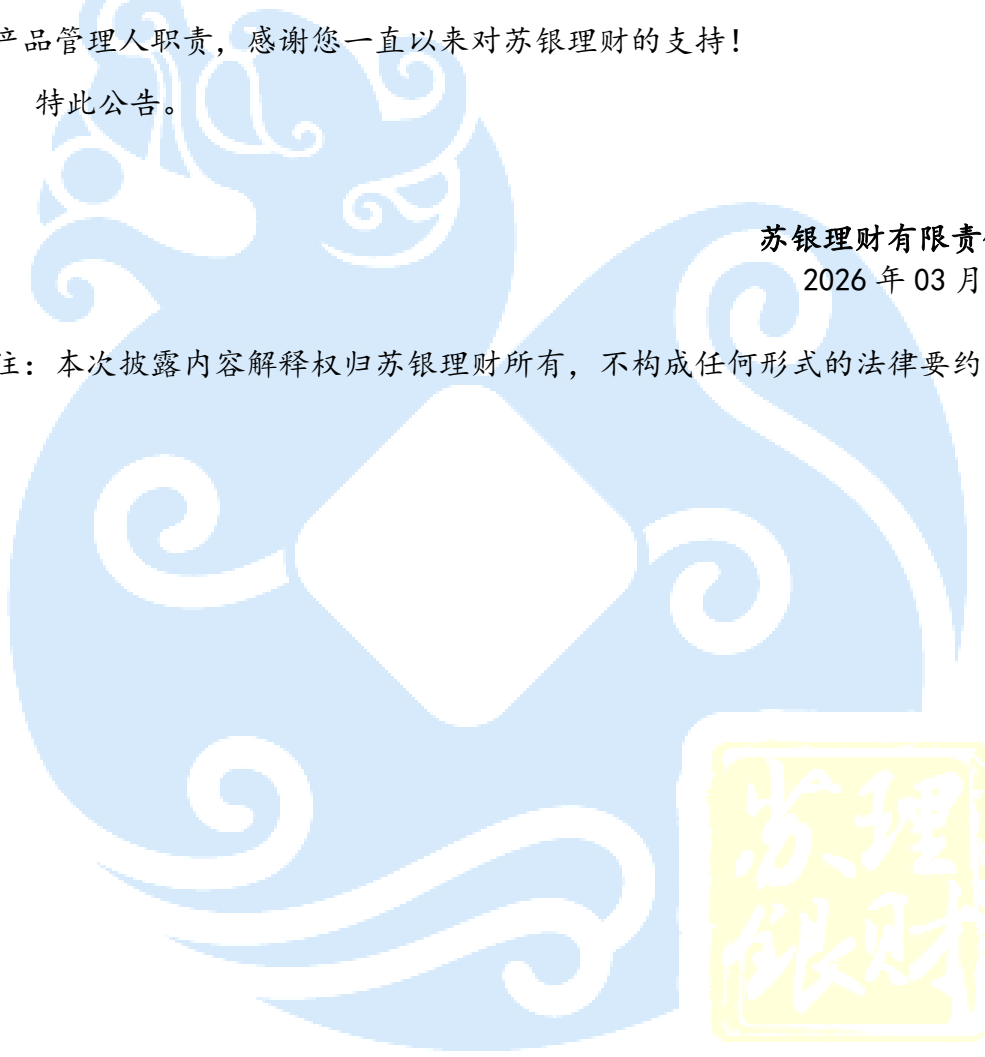 产品管理人职责，感谢您一直以来对苏银理财的支持！
特此公告。
苏银理财有限责
2026 年 03 月
注：本次披露内容解释权归苏银理财所有，不构成任何形式的法律要约
苏理
银财